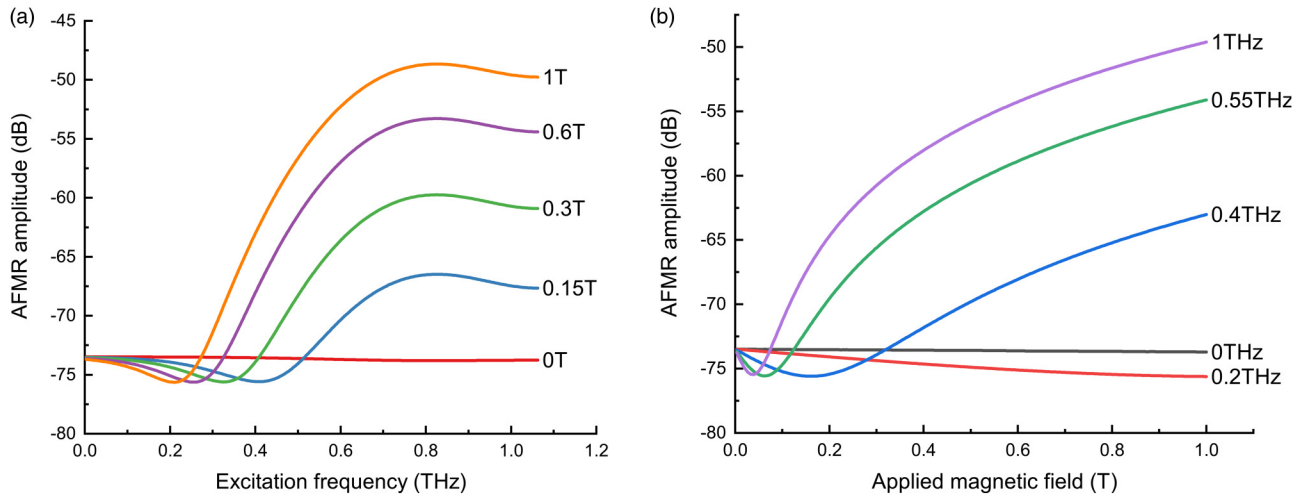 (a)
-45
-50
-55
-60
-65
-70
-75
-80
AFMR amplitude (dB)
1T
0.6T
0.3T
0.15T
0T
0.0 0.2 0.4 0.6 0.8 1.0 1.2
Excitation frequency (THz)
(b)
-50
-55
-60
-65
-70
-75
-80
AFMR amplitude (dB)
1THz
0.55THz
0.4THz
0THz
0.2THz
0.0 0.2 0.4 0.6 0.8 1.0
Applied magnetic field (T)